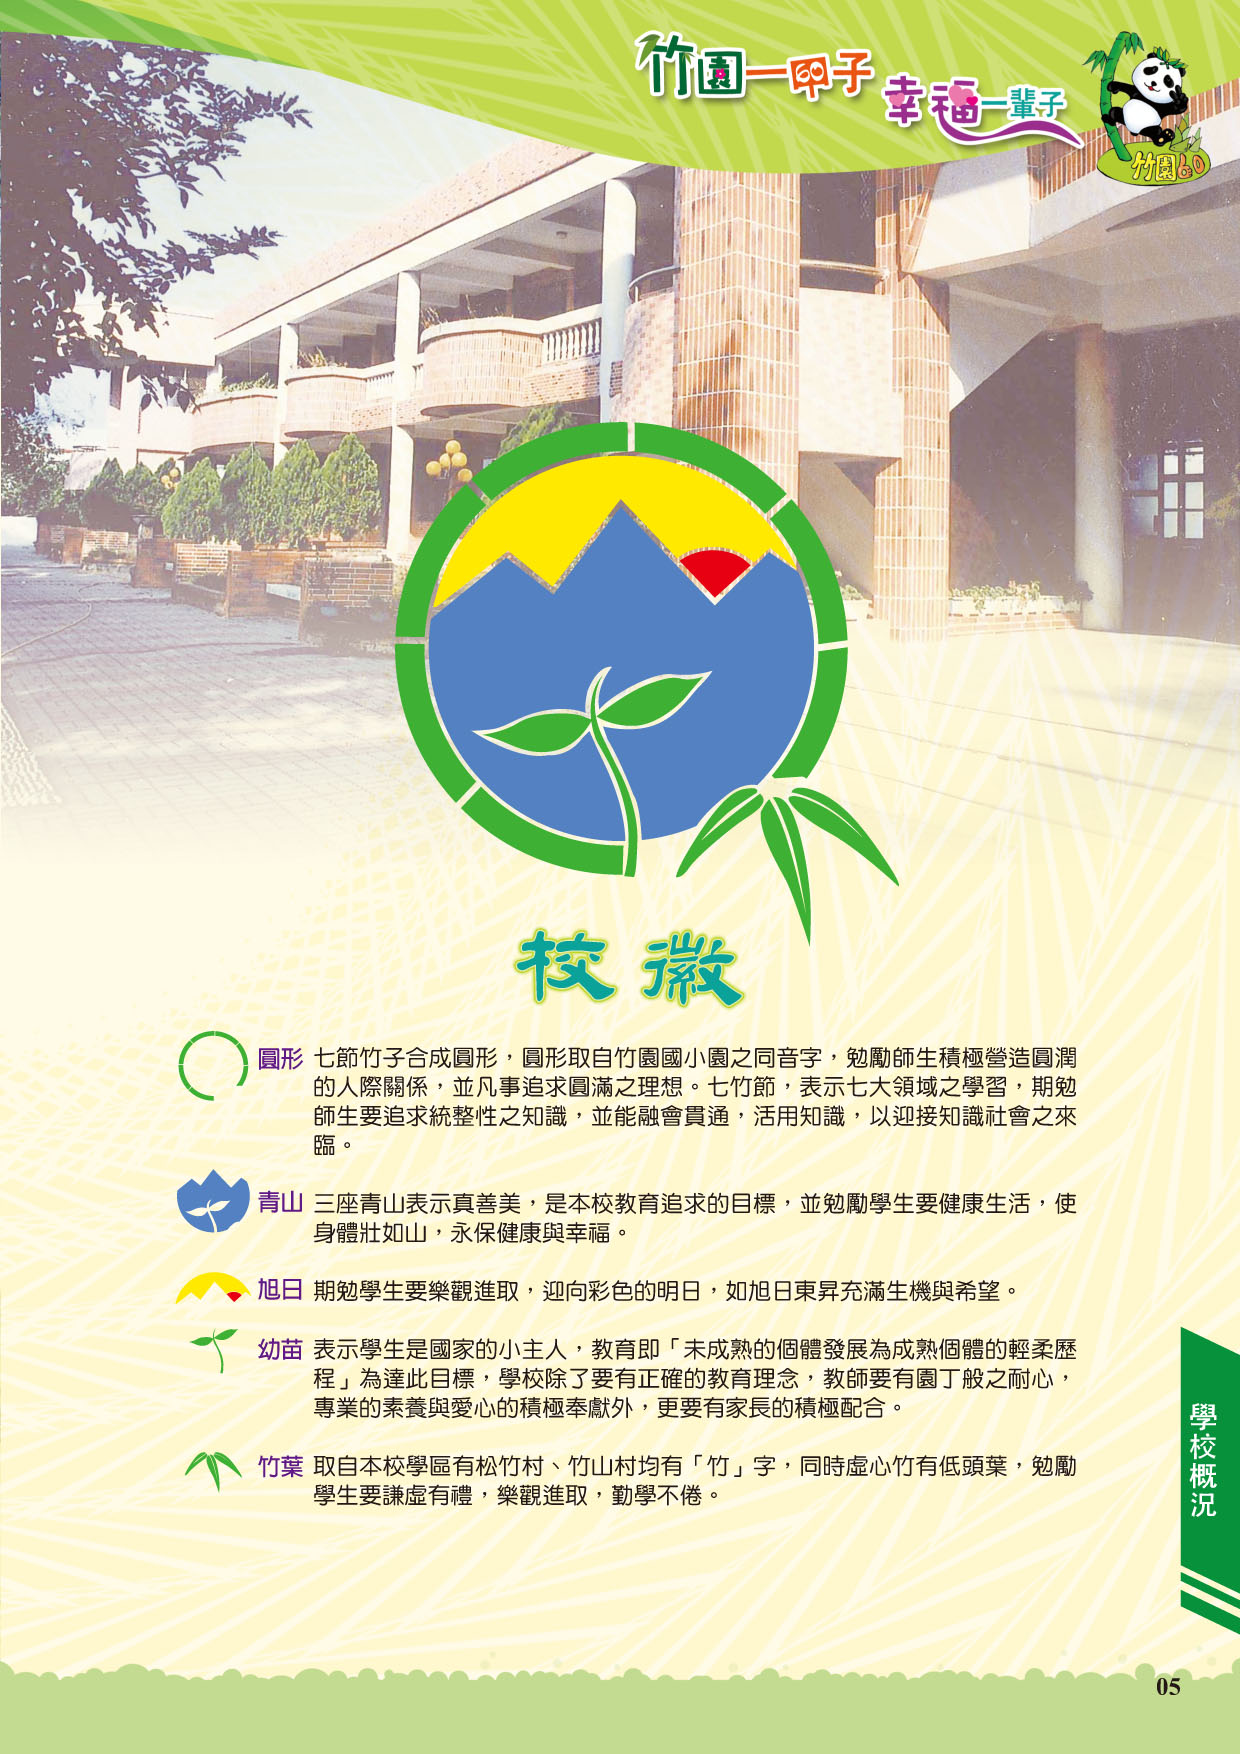 竹園一甲子
幸福一輩子
竹園60
校徽
圓形 七節竹子合成圓形，圓形取自竹園國小園之同音字，勉勵師生積極營造圓潤
的人際關係，並凡事追求圓滿之理想。七竹節，表示七大領域之學習，期勉
師生要追求統整性之知識，並能融會貫通，活用知識，以迎接知識社會之來
臨。
青山 三座青山表示真善美，是本校教育追求的目標，並勉勵學生要健康生活，使
身體壯如山，永保健康與幸福。
旭日 期勉學生要樂觀進取，迎向彩色的明日，如旭日東昇充滿生機與希望。
幼苗 表示學生是國家的小主人，教育即「未成熟的個體發展為成熟個體的輕柔歷
程」為達此目標，學校除了要有正確的教育理念，教師要有園丁般之耐心，
專業的素養與愛心的積極奉獻外，更要有家長的積極配合。
竹葉 取自本校學區有松竹村、竹山村均有「竹」字，同時虛心竹有低頭葉，勉勵
學生要謙虛有禮，樂觀進取，勤學不倦。
學校概況
05